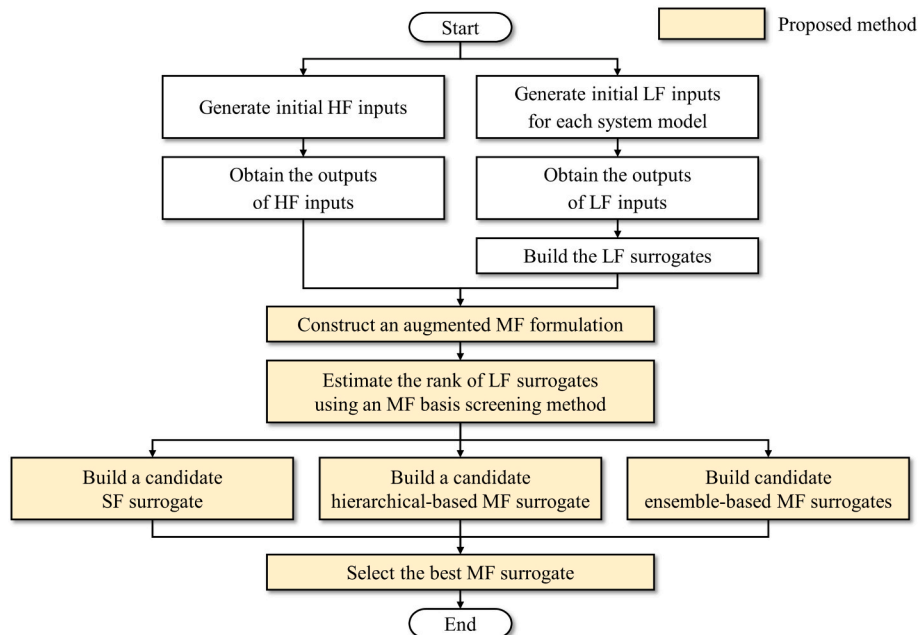 Start
Proposed method
Generate initial HF inputs
Generate initial LF inputs
for each system model
Obtain the outputs
of HF inputs
Obtain the outputs
of LF inputs
Build the LF surrogates
Construct an augmented MF formulation
Estimate the rank of LF surrogates
using an MF basis screening method
Build a candidate
SF surrogate
Build a candidate
hierarchical-based MF surrogate
Build candidate
ensemble-based MF surrogates
Select the best MF surrogate
End